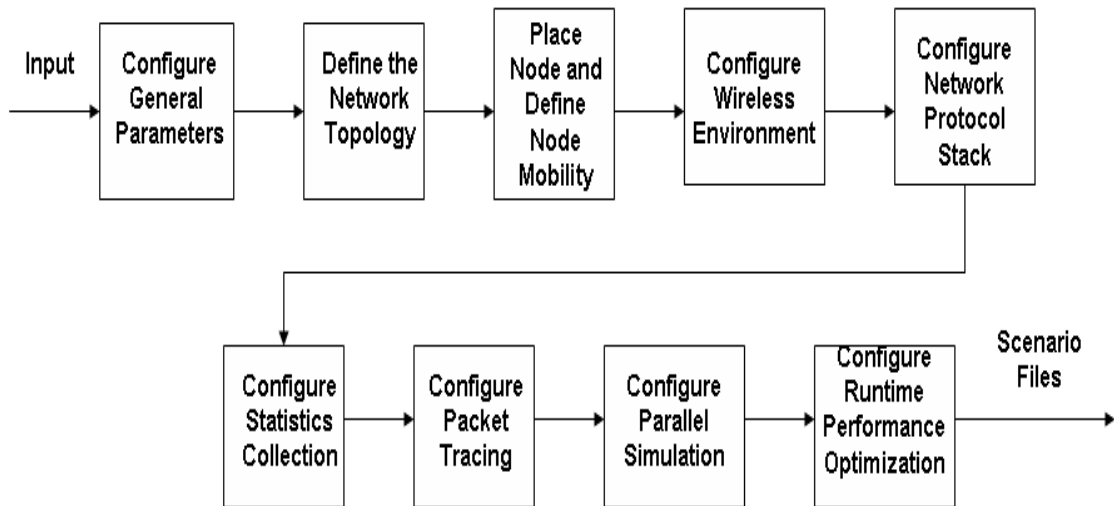 Input
Configure
General
Parameters
Define the
Network
Topology
Place
Node and
Define
Node
Mobility
Configure
Wireless
Environment
Configure
Network
Protocol
Stack
Configure
Statistics
Collection
Configure
Packet
Tracing
Configure
Parallel
Simulation
Configure
Runtime
Performance
Optimization
Scenario
Files